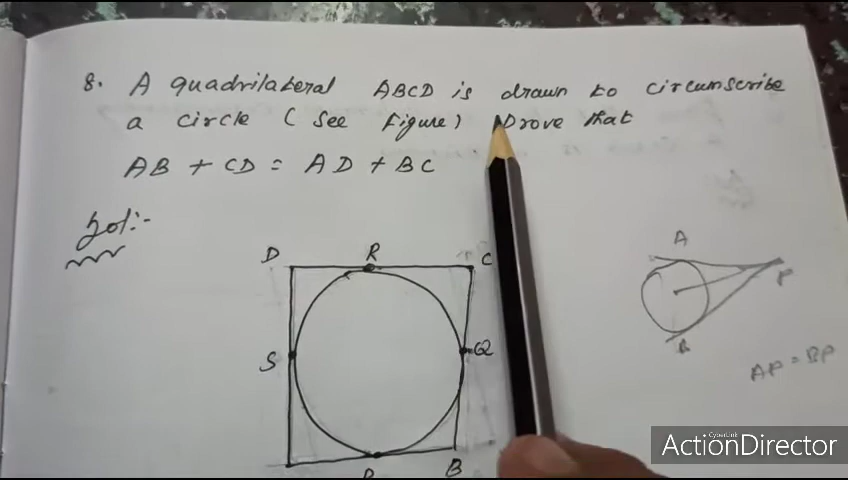 8. A quadrilateral ABCD is drawn to circumscribe
a circle ( See Figure) Prove that
AB + CD = AD + BC
Sol:-
D R C
A
P
S Q
B
AP = BP
B
CyberLink
ActionDirector